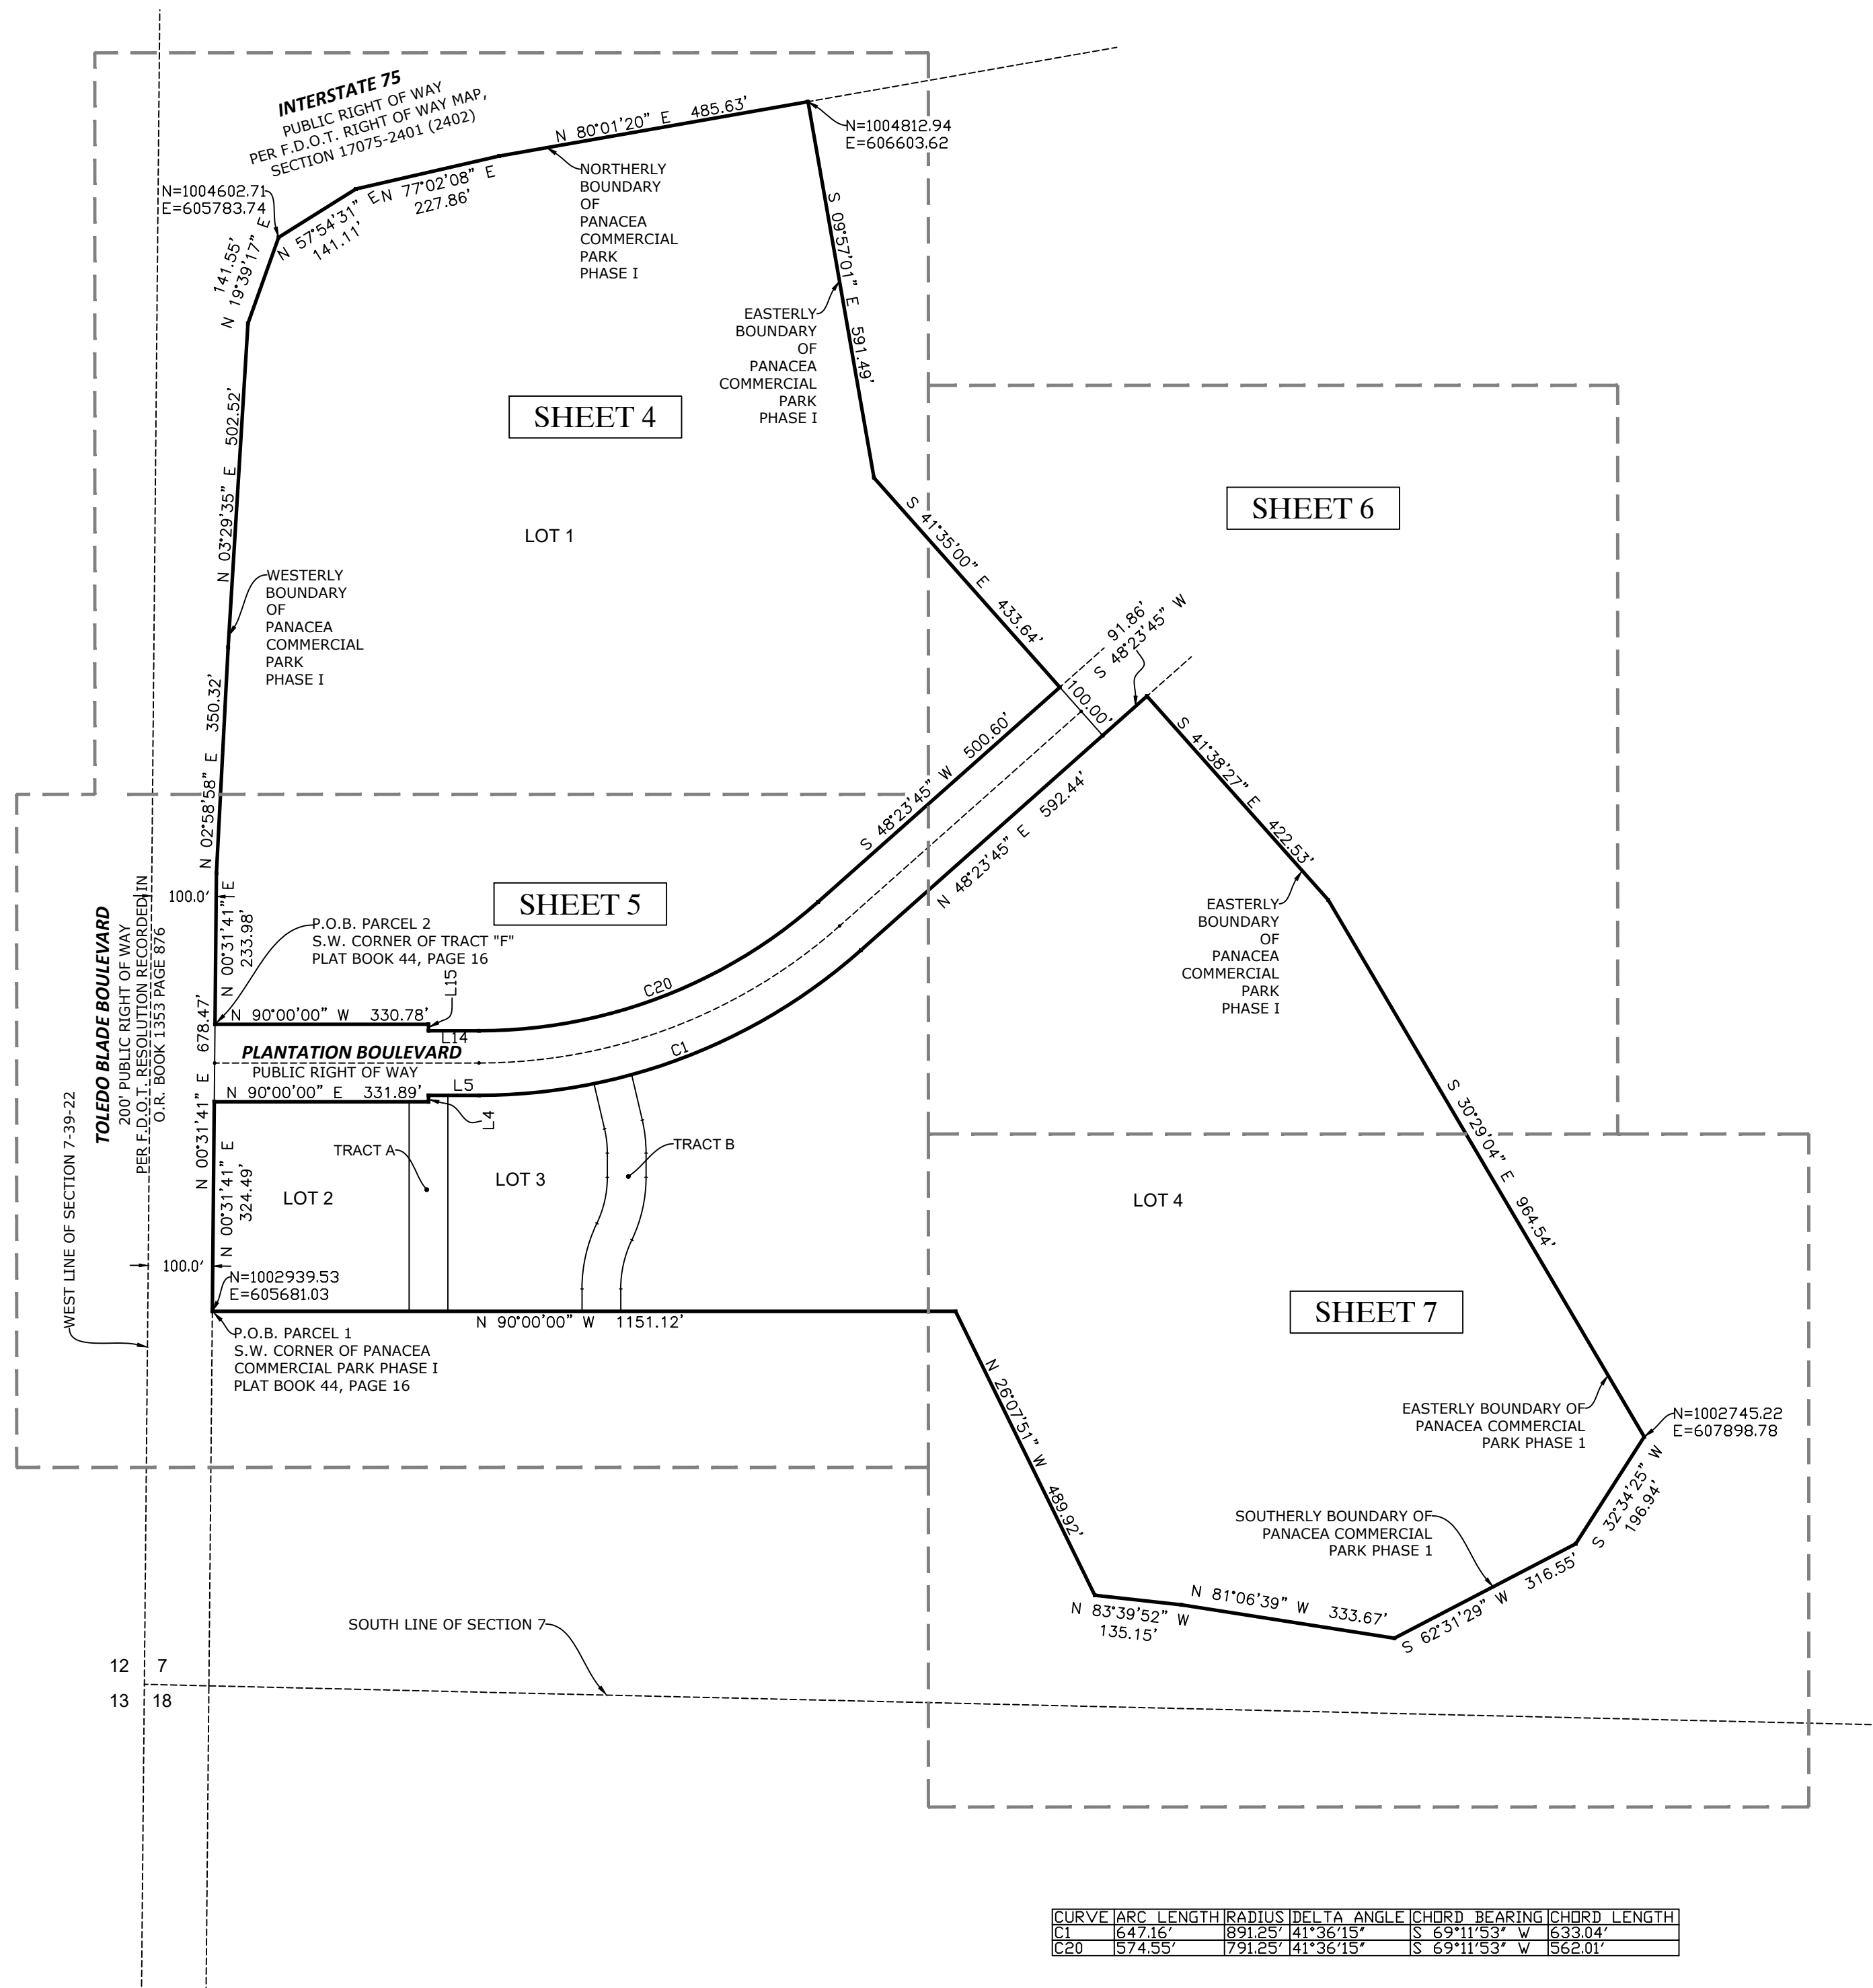 INTERSTATE 75
PUBLIC RIGHT OF WAY
PER F.D.O.T. RIGHT OF WAY MAP,
SECTION 17075-2401 (2402)
N 80°01'20" E 485.63'
N=1004812.94
E=606603.62
N=1004602.71
E=605783.74
N 77°02'08" E
227.86'
N 57°54'31" E
141.11'
141.55'
N 19°39'17" E
NORTHERLY
BOUNDARY
OF
PANACEA
COMMERCIAL
PARK
PHASE I
S 09°57'01" E 591.49'
EASTERLY
BOUNDARY
OF
PANACEA
COMMERCIAL
PARK
PHASE I
SHEET 4
N 03°29'35" E 502.52'
SHEET 6
LOT 1
S 41°35'00" E 433.64'
WESTERLY
BOUNDARY
OF
PANACEA
COMMERCIAL
PARK
PHASE I
91.86'
S 48°23'45" W
100.00'
N 02°58'58" E 350.32'
S 48°23'45" W 500.60'
N 48°23'45" E 592.44'
S 41°38'27" E 422.53'
SHEET 5
100.0'
N 00°31'41" E
233.98'
P.O.B. PARCEL 2
S.W. CORNER OF TRACT "F"
PLAT BOOK 44, PAGE 16
L15
C20
EASTERLY
BOUNDARY
OF
PANACEA
COMMERCIAL
PARK
PHASE I
TOLEDO BLADE BOULEVARD
200' PUBLIC RIGHT OF WAY
PER F.D.O.T. RESOLUTION RECORDED IN
O.R. BOOK 1353 PAGE 876
N 90°00'00" W 330.78'
L14
PLANTATION BOULEVARD
PUBLIC RIGHT OF WAY
C1
N 00°31'41" E 678.47'
N 90°00'00" E 331.89'
L5
L4
TRACT A
TRACT B
LOT 2
LOT 3
LOT 4
N 00°31'41" E
324.49'
WEST LINE OF SECTION 7-39-22
S 30°29'04" E 964.54'
100.0'
N=1002939.53
E=605681.03
N 90°00'00" W 1151.12'
SHEET 7
P.O.B. PARCEL 1
S.W. CORNER OF PANACEA
COMMERCIAL PARK PHASE I
PLAT BOOK 44, PAGE 16
N 26°07'51" W 489.92'
EASTERLY BOUNDARY OF
PANACEA COMMERCIAL
PARK PHASE 1
N=1002745.22
E=607898.78
S 32°34'25" W
196.94'
SOUTHERLY BOUNDARY OF
PANACEA COMMERCIAL
PARK PHASE 1
S 62°31'29" W 316.55'
N 81°06'39" W 333.67'
N 83°39'52" W
135.15'
SOUTH LINE OF SECTION 7
12 7
13 18
CURVE ARC LENGTH RADIUS DELTA ANGLE CHORD BEARING CHORD LENGTH
C1 647.16' 891.25' 41°36'15" S 69°11'53" W 633.04'
C20 574.55' 791.25' 41°36'15" S 69°11'53" W 562.01'